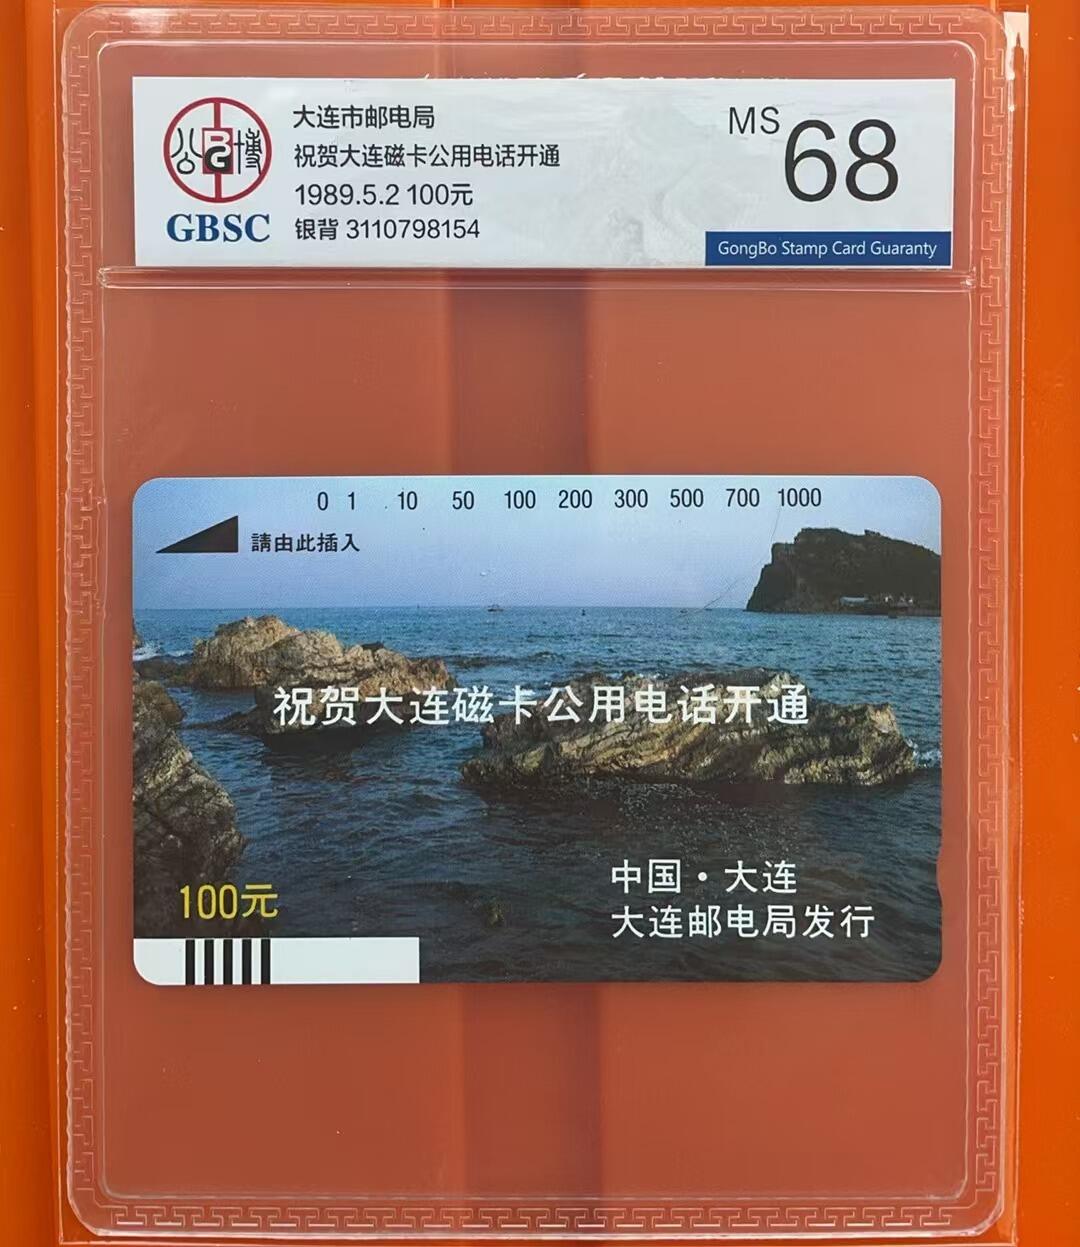 公博
BG
GBSC
大连市邮电局
祝贺大连磁卡公用电话开通
1989.5.2 100元
银背 3110798154
MS 68
GongBo Stamp Card Guaranty
0 1 10 50 100 200 300 500 700 1000
請由此插入
祝贺大连磁卡公用电话开通
100元
中国·大连
大连邮电局发行